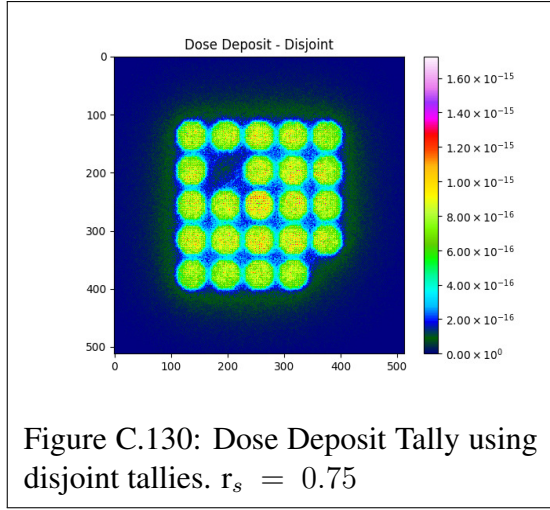 Dose Deposit - Disjoint
0
100
200
300
400
500
0 100 200 300 400 500
1.60 × 10⁻¹⁵
1.40 × 10⁻¹⁵
1.20 × 10⁻¹⁵
1.00 × 10⁻¹⁵
8.00 × 10⁻¹⁶
6.00 × 10⁻¹⁶
4.00 × 10⁻¹⁶
2.00 × 10⁻¹⁶
0.00 × 10⁰
Figure C.130: Dose Deposit Tally using
disjoint tallies. rₛ = 0.75